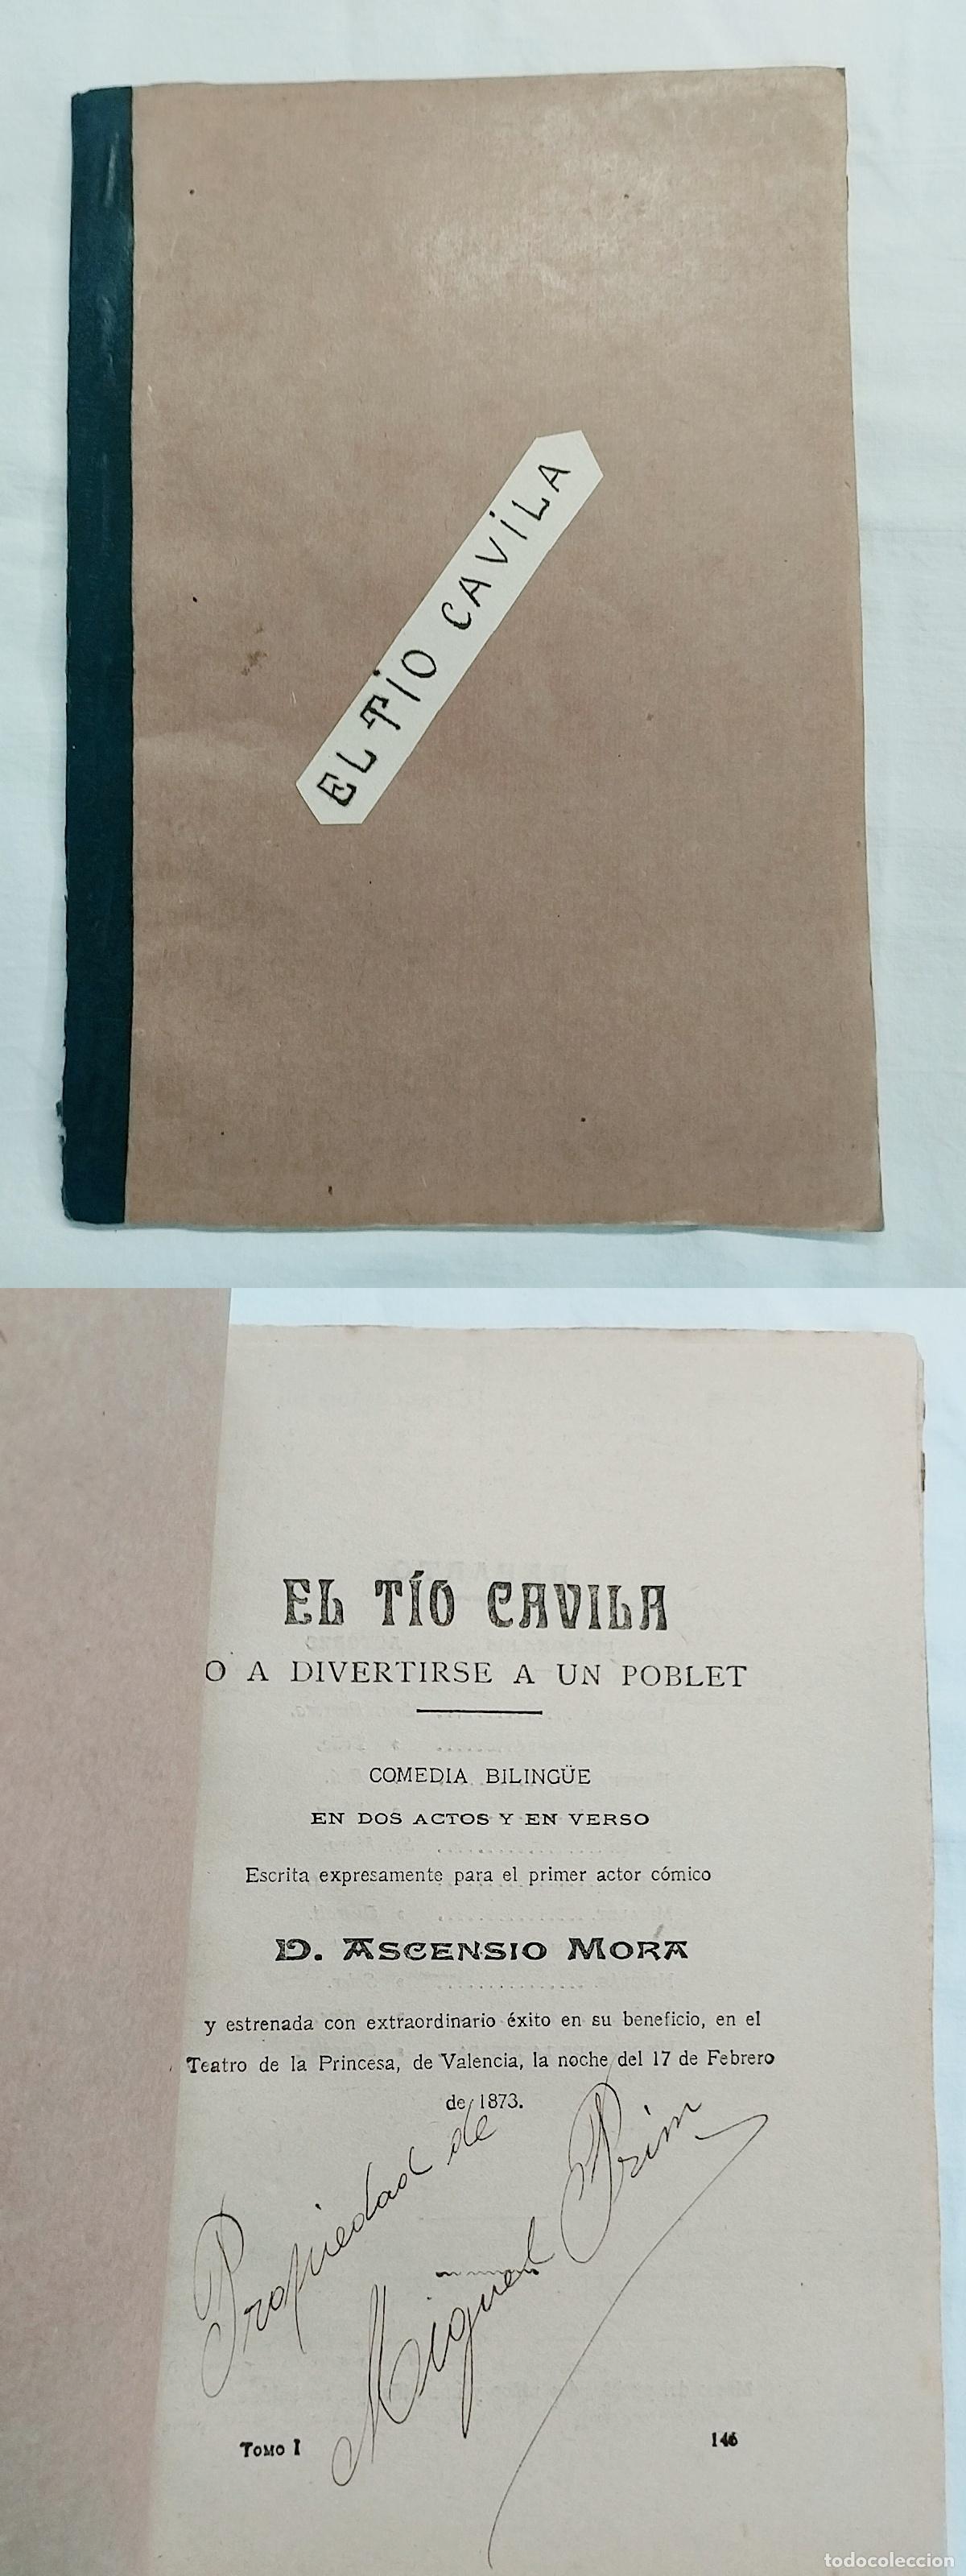 EL TÍO CAVILA
EL TÍO CAVILA
O A DIVERTIRSE A UN POBLET
COMEDIA BILINGÜE
EN DOS ACTOS Y EN VERSO
Escrita expresamente para el primer actor cómico
D. ASCENSIO MORA
y estrenada con extraordinario éxito en su beneficio, en el
Teatro de la Princesa, de Valencia, la noche del 17 de Febrero
de 1873.
Propiedad de
Miguel Prim
TOMO I 146
todocoleccion